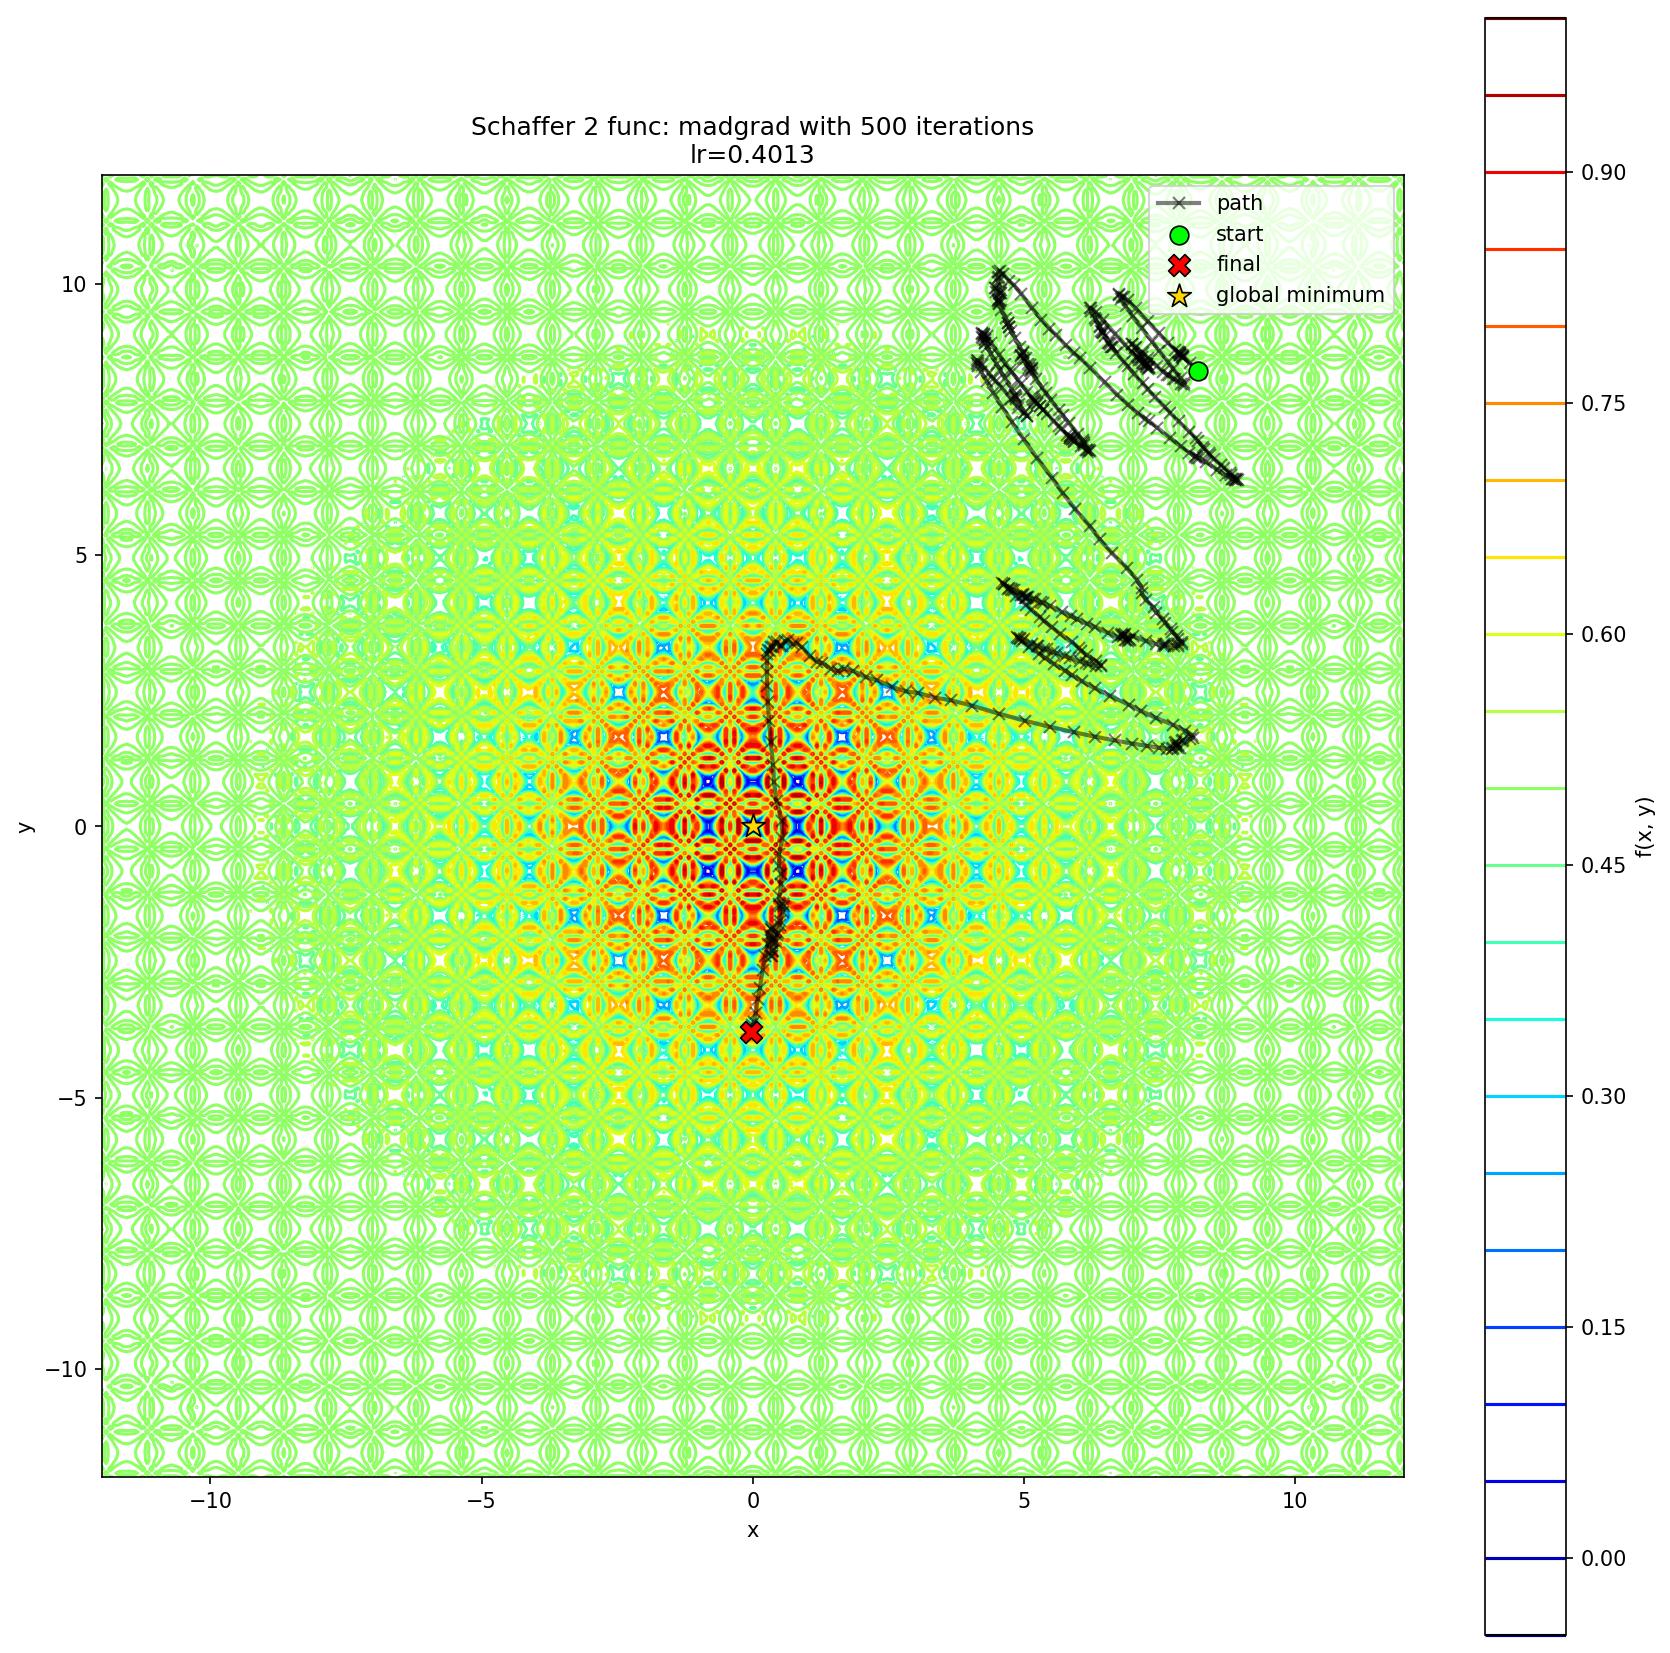 Schaffer 2 func: madgrad with 500 iterations
lr=0.4013
path
start
final
global minimum
10
5
0
−5
−10
y
−10
−5
0
5
10
x
0.90
0.75
0.60
0.45
0.30
0.15
0.00
f(x, y)